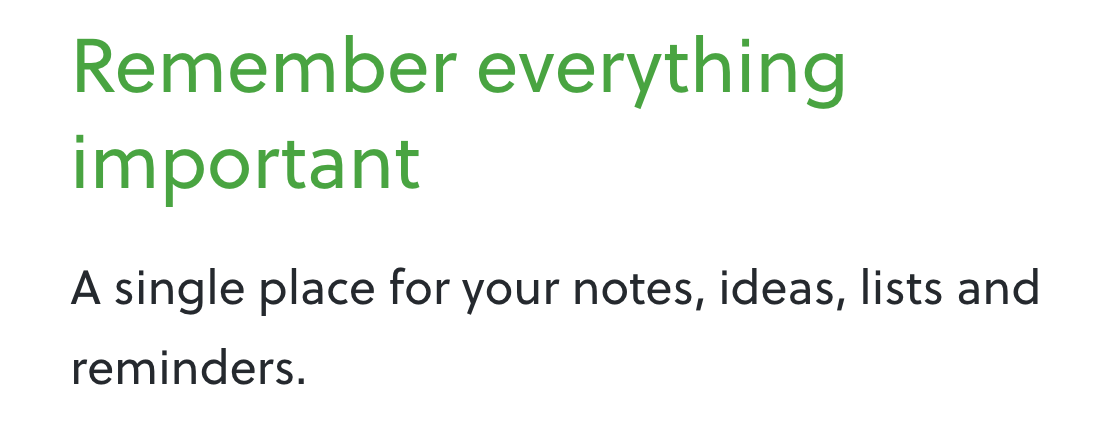 Remember everything
important
A single place for your notes, ideas, lists and
reminders.